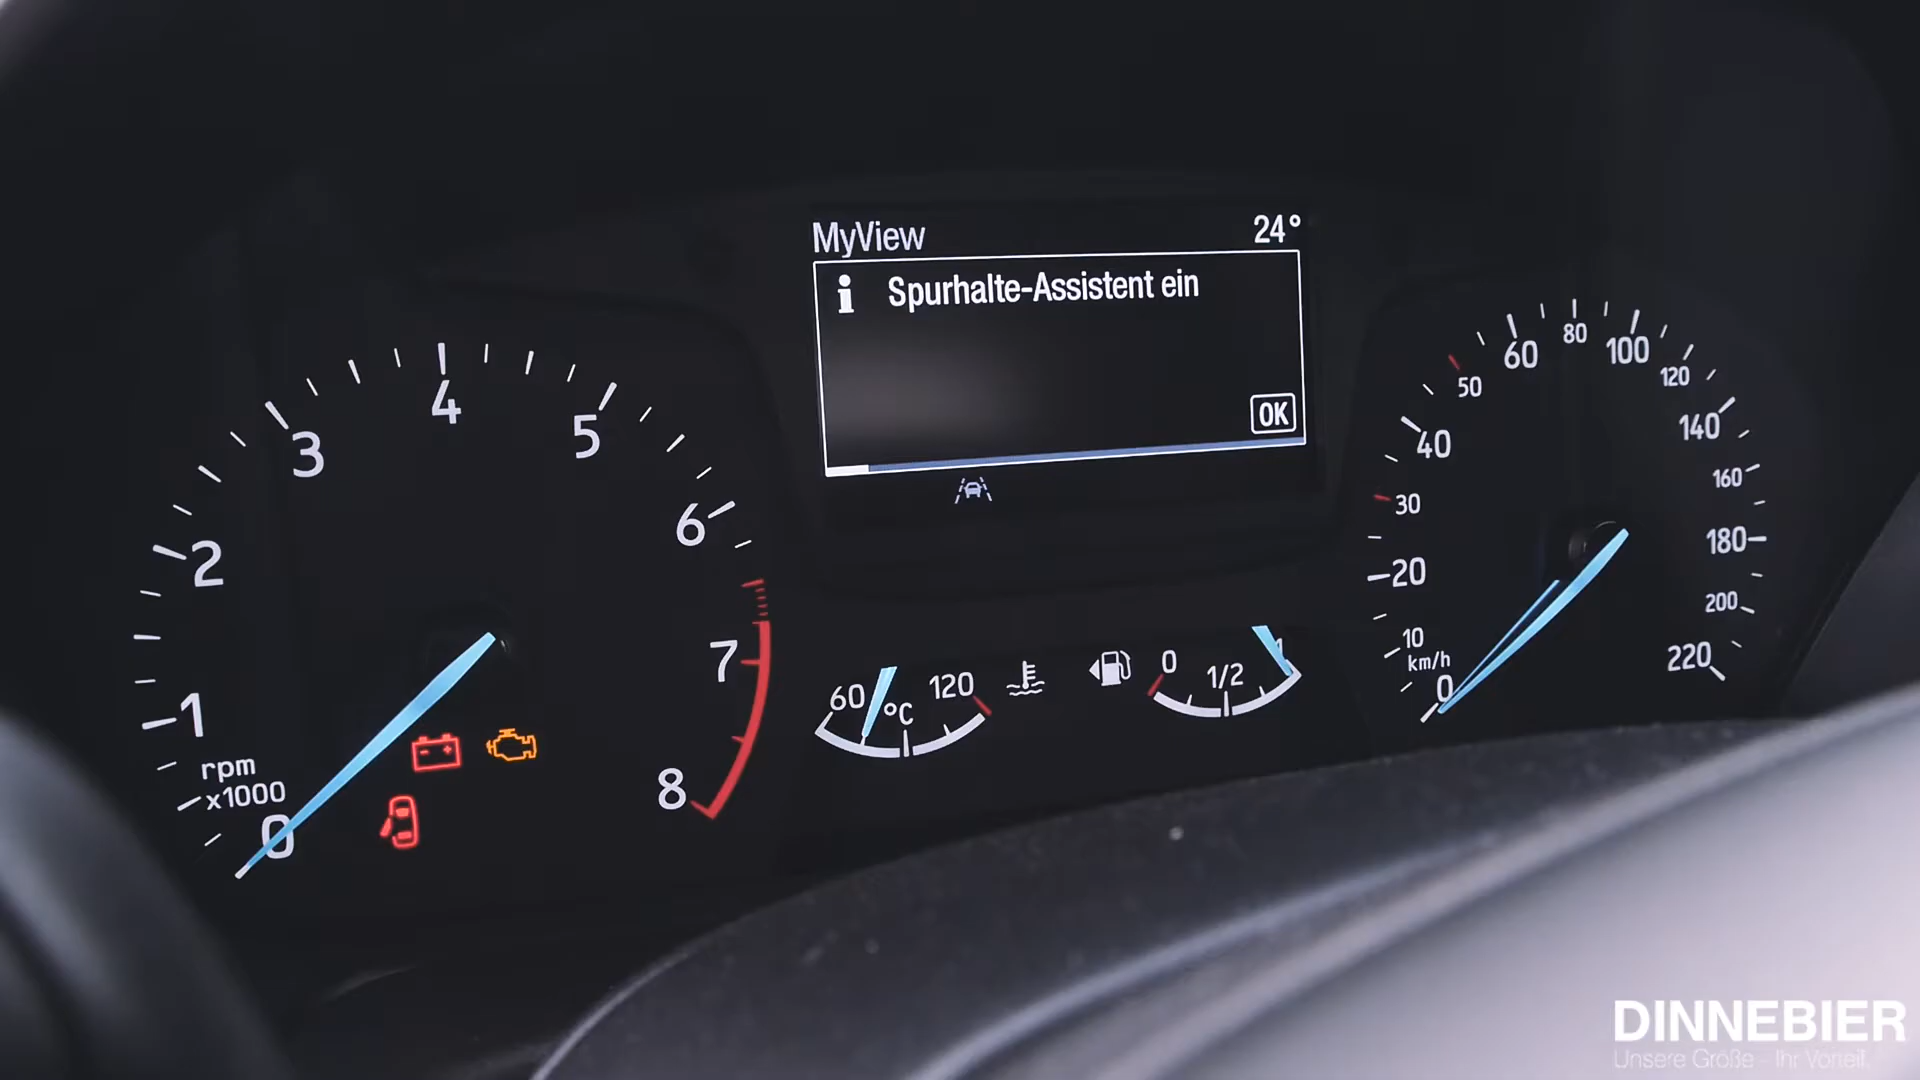 MyView 24°
i Spurhalte-Assistent ein
OK
0
1
2
3
4
5
6
7
8
rpm
x1000
60 °C 120
0 1/2 1
0
10
20
30
40
50
60
80
100
120
140
160
180
200
220
km/h
DINNEBIER
Unsere Größe - Ihr Vorteil.